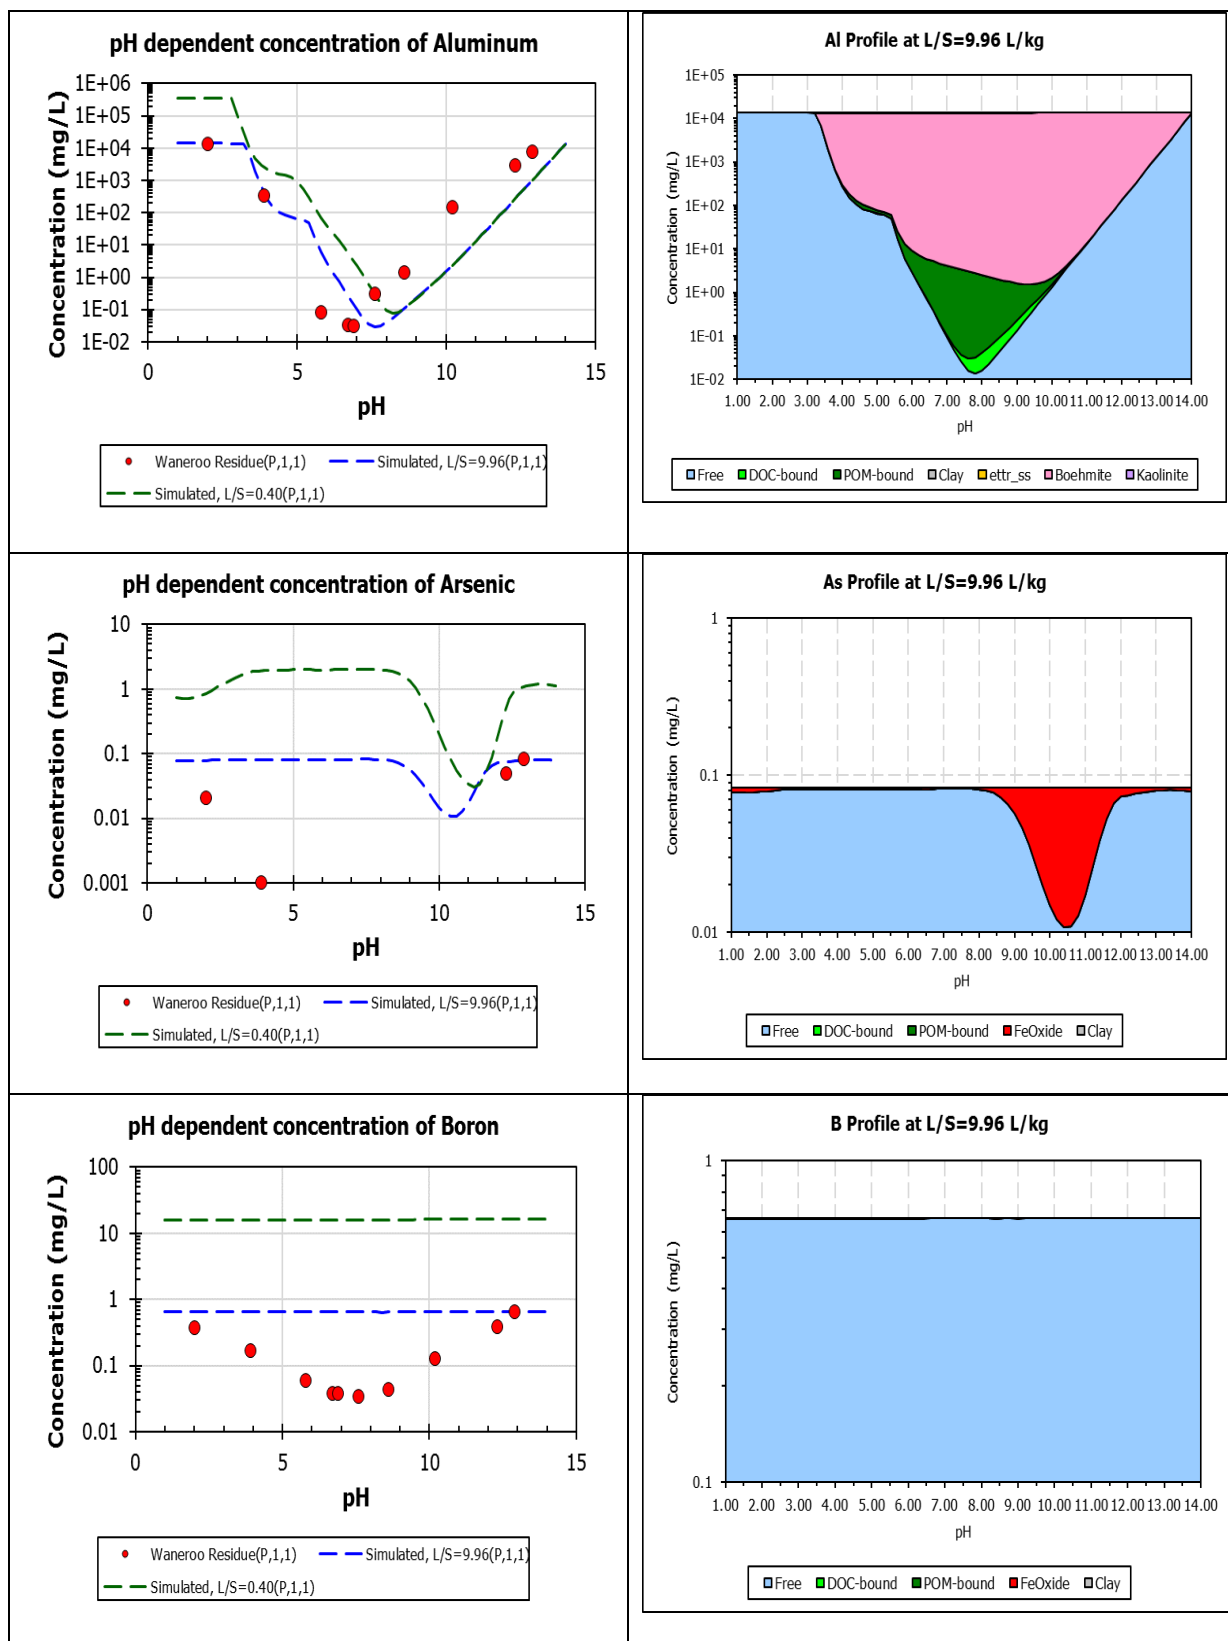 pH dependent concentration of Aluminum
Concentration (mg/L)
1E+06
1E+05
1E+04
1E+03
1E+02
1E+01
1E+00
1E-01
1E-02
0 5 10 15
pH
Waneroo Residue(P,1,1) Simulated, L/S=9.96(P,1,1)
Simulated, L/S=0.40(P,1,1)
Al Profile at L/S=9.96 L/kg
Concentration (mg/L)
1E+05
1E+04
1E+03
1E+02
1E+01
1E+00
1E-01
1E-02
1.00 2.00 3.00 4.00 5.00 6.00 7.00 8.00 9.00 10.00 11.00 12.00 13.00 14.00
pH
Free DOC-bound POM-bound Clay ettr_ss Boehmite Kaolinite
pH dependent concentration of Arsenic
Concentration (mg/L)
10
1
0.1
0.01
0.001
0 5 10 15
pH
Waneroo Residue(P,1,1) Simulated, L/S=9.96(P,1,1)
Simulated, L/S=0.40(P,1,1)
As Profile at L/S=9.96 L/kg
Concentration (mg/L)
1
0.1
0.01
1.00 2.00 3.00 4.00 5.00 6.00 7.00 8.00 9.00 10.00 11.00 12.00 13.00 14.00
pH
Free DOC-bound POM-bound FeOxide Clay
pH dependent concentration of Boron
Concentration (mg/L)
100
10
1
0.1
0.01
0 5 10 15
pH
Waneroo Residue(P,1,1) Simulated, L/S=9.96(P,1,1)
Simulated, L/S=0.40(P,1,1)
B Profile at L/S=9.96 L/kg
Concentration (mg/L)
1
0.1
1.00 2.00 3.00 4.00 5.00 6.00 7.00 8.00 9.00 10.00 11.00 12.00 13.00 14.00
pH
Free DOC-bound POM-bound FeOxide Clay